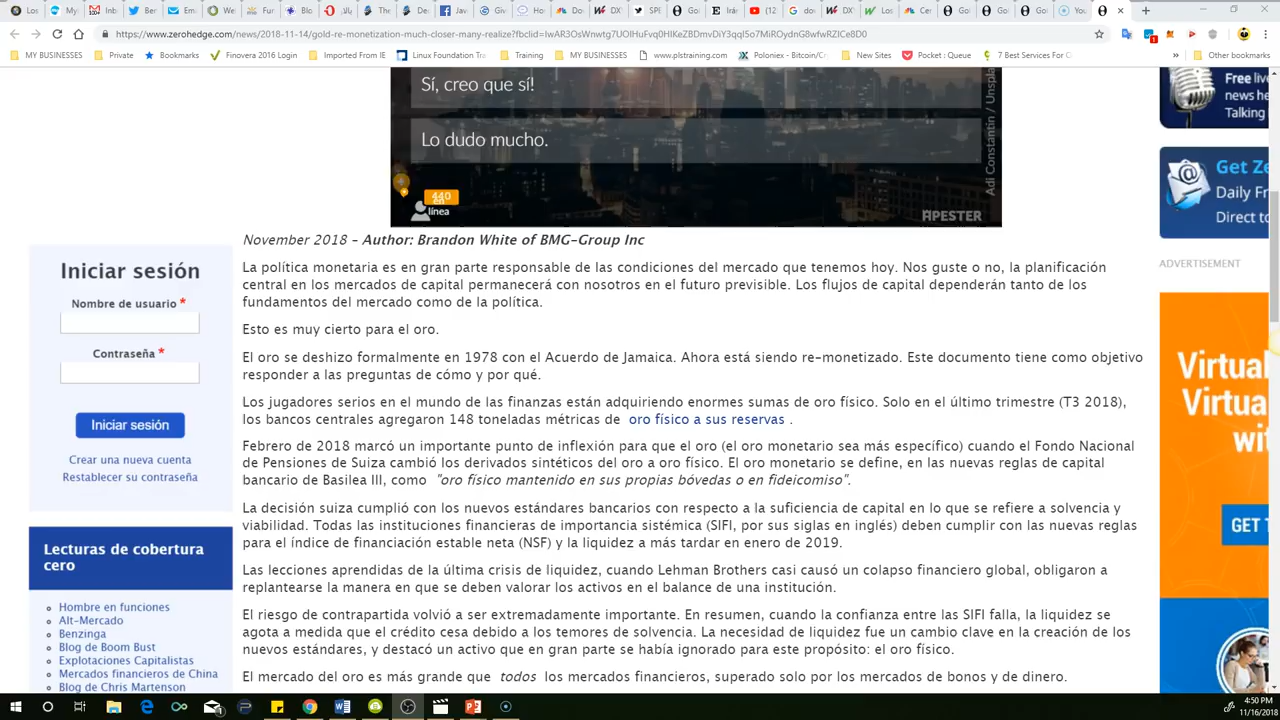 https://www.zerohedge.com/news/2018-11-14/gold-re-monetization-much-closer-many-realize?fbclid=IwAR3OsWnwtg7UOlHuFvq0HlKeZBDmvDiY3ql5o7MiROydnG8wfwRZICe8D0
MY BUSINESSES
Private
Bookmarks
Finovera 2016 Login
Imported From IE
Linux Foundation Tra
Training
MY BUSINESSES
www.plstraining.com
Poloniex - Bitcoin/Cry
New Sites
Pocket : Queue
7 Best Services For C
Other bookmarks
Sí, creo que sí!
Lo dudo mucho.
440
en
línea
Adi Constantin / Unspla
APESTER
Free live
news he
Talking
Get Ze
Daily Fr
Direct to
ADVERTISEMENT
Virtual
Virtua
wit
GET
November 2018 – Author: Brandon White of BMG-Group Inc
La política monetaria es en gran parte responsable de las condiciones del mercado que tenemos hoy. Nos guste o no, la planificación
central en los mercados de capital permanecerá con nosotros en el futuro previsible. Los flujos de capital dependerán tanto de los
fundamentos del mercado como de la política.
Esto es muy cierto para el oro.
El oro se deshizo formalmente en 1978 con el Acuerdo de Jamaica. Ahora está siendo re-monetizado. Este documento tiene como objetivo
responder a las preguntas de cómo y por qué.
Los jugadores serios en el mundo de las finanzas están adquiriendo enormes sumas de oro físico. Solo en el último trimestre (T3 2018),
los bancos centrales agregaron 148 toneladas métricas de oro físico a sus reservas .
Febrero de 2018 marcó un importante punto de inflexión para que el oro (el oro monetario sea más específico) cuando el Fondo Nacional
de Pensiones de Suiza cambió los derivados sintéticos del oro a oro físico. El oro monetario se define, en las nuevas reglas de capital
bancario de Basilea III, como "oro físico mantenido en sus propias bóvedas o en fideicomiso".
La decisión suiza cumplió con los nuevos estándares bancarios con respecto a la suficiencia de capital en lo que se refiere a solvencia y
viabilidad. Todas las instituciones financieras de importancia sistémica (SIFI, por sus siglas en inglés) deben cumplir con las nuevas reglas
para el índice de financiación estable neta (NSF) y la liquidez a más tardar en enero de 2019.
Las lecciones aprendidas de la última crisis de liquidez, cuando Lehman Brothers casi causó un colapso financiero global, obligaron a
replantearse la manera en que se deben valorar los activos en el balance de una institución.
El riesgo de contrapartida volvió a ser extremadamente importante. En resumen, cuando la confianza entre las SIFI falla, la liquidez se
agota a medida que el crédito cesa debido a los temores de solvencia. La necesidad de liquidez fue un cambio clave en la creación de los
nuevos estándares, y destacó un activo que en gran parte se había ignorado para este propósito: el oro físico.
El mercado del oro es más grande que todos los mercados financieros, superado solo por los mercados de bonos y de dinero.
Iniciar sesión
Nombre de usuario *
Contraseña *
Iniciar sesión
Crear una nueva cuenta
Restablecer su contraseña
Lecturas de cobertura
cero
Hombre en funciones
Alt-Mercado
Benzinga
Blog de Boom Bust
Explotaciones Capitalistas
Mercados financieros de China
Blog de Chris Martenson
4:50 PM
11/16/2018